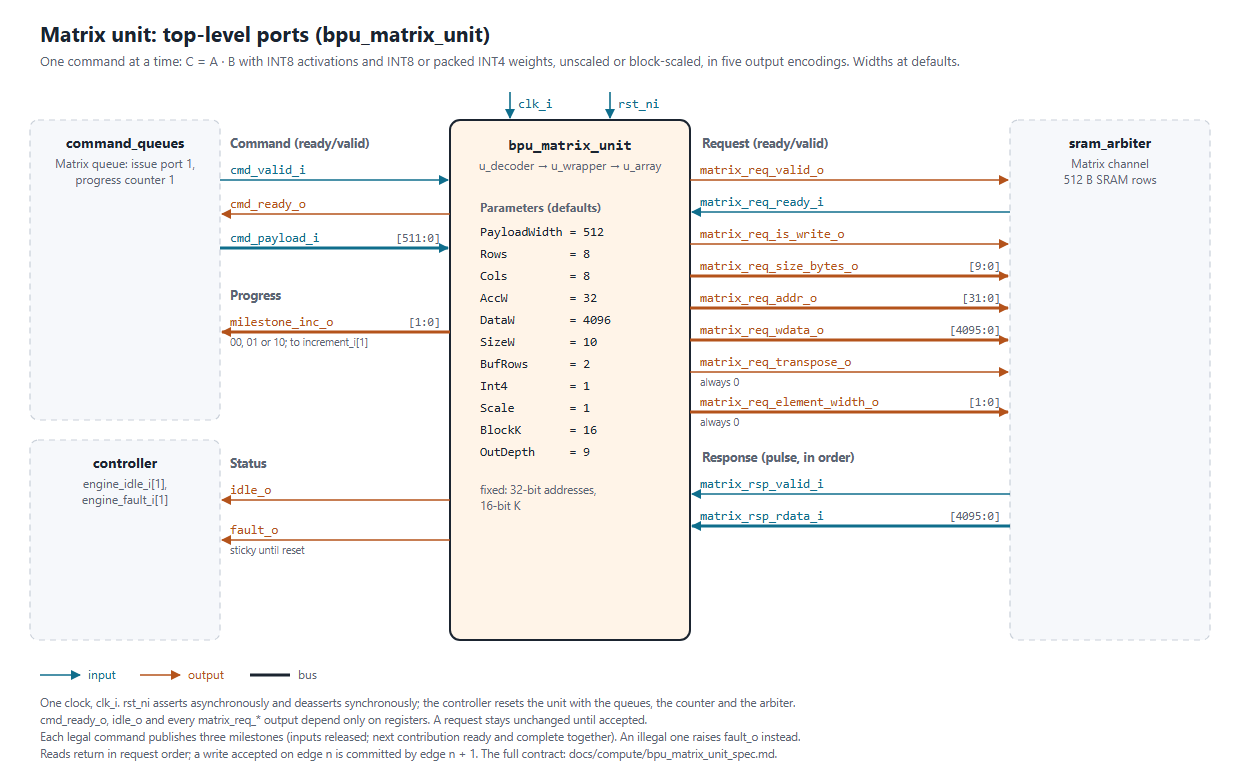 Matrix unit: top-level ports (bpu_matrix_unit)
One command at a time: C = A · B with INT8 activations and INT8 or packed INT4 weights, unscaled or block-scaled, in five output encodings. Widths at defaults.
clk_i
rst_ni
command_queues
Matrix queue: issue port 1,
progress counter 1
Command (ready/valid)
cmd_valid_i
cmd_ready_o
cmd_payload_i [511:0]
Progress
milestone_inc_o [1:0]
00, 01 or 10; to increment_i[1]
controller
engine_idle_i[1],
engine_fault_i[1]
Status
idle_o
fault_o
sticky until reset
bpu_matrix_unit
u_decoder → u_wrapper → u_array
Parameters (defaults)
PayloadWidth = 512
Rows = 8
Cols = 8
AccW = 32
DataW = 4096
SizeW = 10
BufRows = 2
Int4 = 1
Scale = 1
BlockK = 16
OutDepth = 9
fixed: 32-bit addresses,
16-bit K
Request (ready/valid)
matrix_req_valid_o
matrix_req_ready_i
matrix_req_is_write_o
matrix_req_size_bytes_o [9:0]
matrix_req_addr_o [31:0]
matrix_req_wdata_o [4095:0]
matrix_req_transpose_o
always 0
matrix_req_element_width_o [1:0]
always 0
Response (pulse, in order)
matrix_rsp_valid_i
matrix_rsp_rdata_i [4095:0]
sram_arbiter
Matrix channel
512 B SRAM rows
input output bus
One clock, clk_i. rst_ni asserts asynchronously and deasserts synchronously; the controller resets the unit with the queues, the counter and the arbiter.
cmd_ready_o, idle_o and every matrix_req_* output depend only on registers. A request stays unchanged until accepted.
Each legal command publishes three milestones (inputs released; next contribution ready and complete together). An illegal one raises fault_o instead.
Reads return in request order; a write accepted on edge n is committed by edge n + 1. The full contract: docs/compute/bpu_matrix_unit_spec.md.